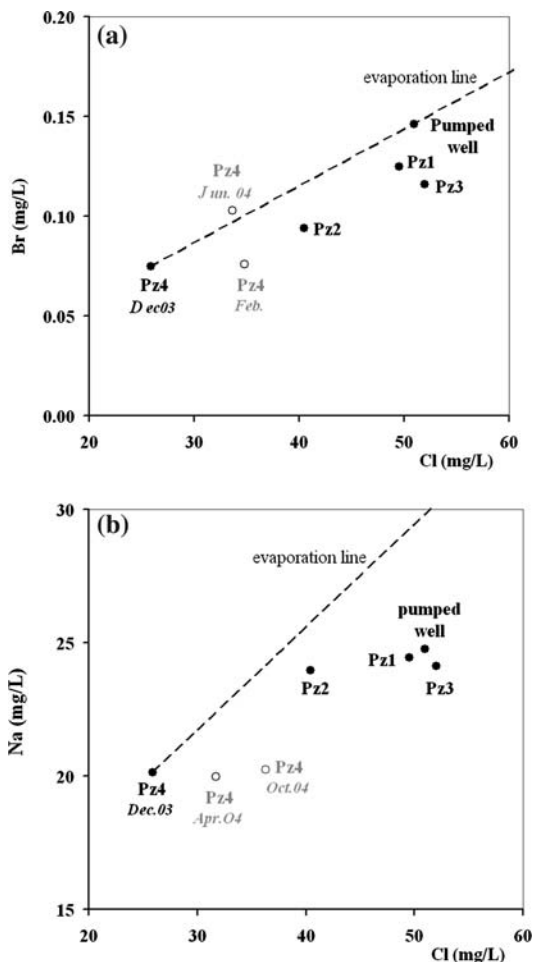 (a)
0.20
evaporation line
0.15
Pumped
well
Pz1
Pz3
Pz4
Jun. 04
0.10
Br (mg/L)
Pz2
Pz4
Dec03
Pz4
Feb.
0.05
0.00
20 30 40 50 60
Cl (mg/L)
(b)
30
evaporation line
25
pumped
well
Pz1
Pz3
Pz2
Na (mg/L)
20
Pz4
Dec.03
Pz4
Apr.O4
Pz4
Oct.04
15
20 30 40 50 60
Cl (mg/L)